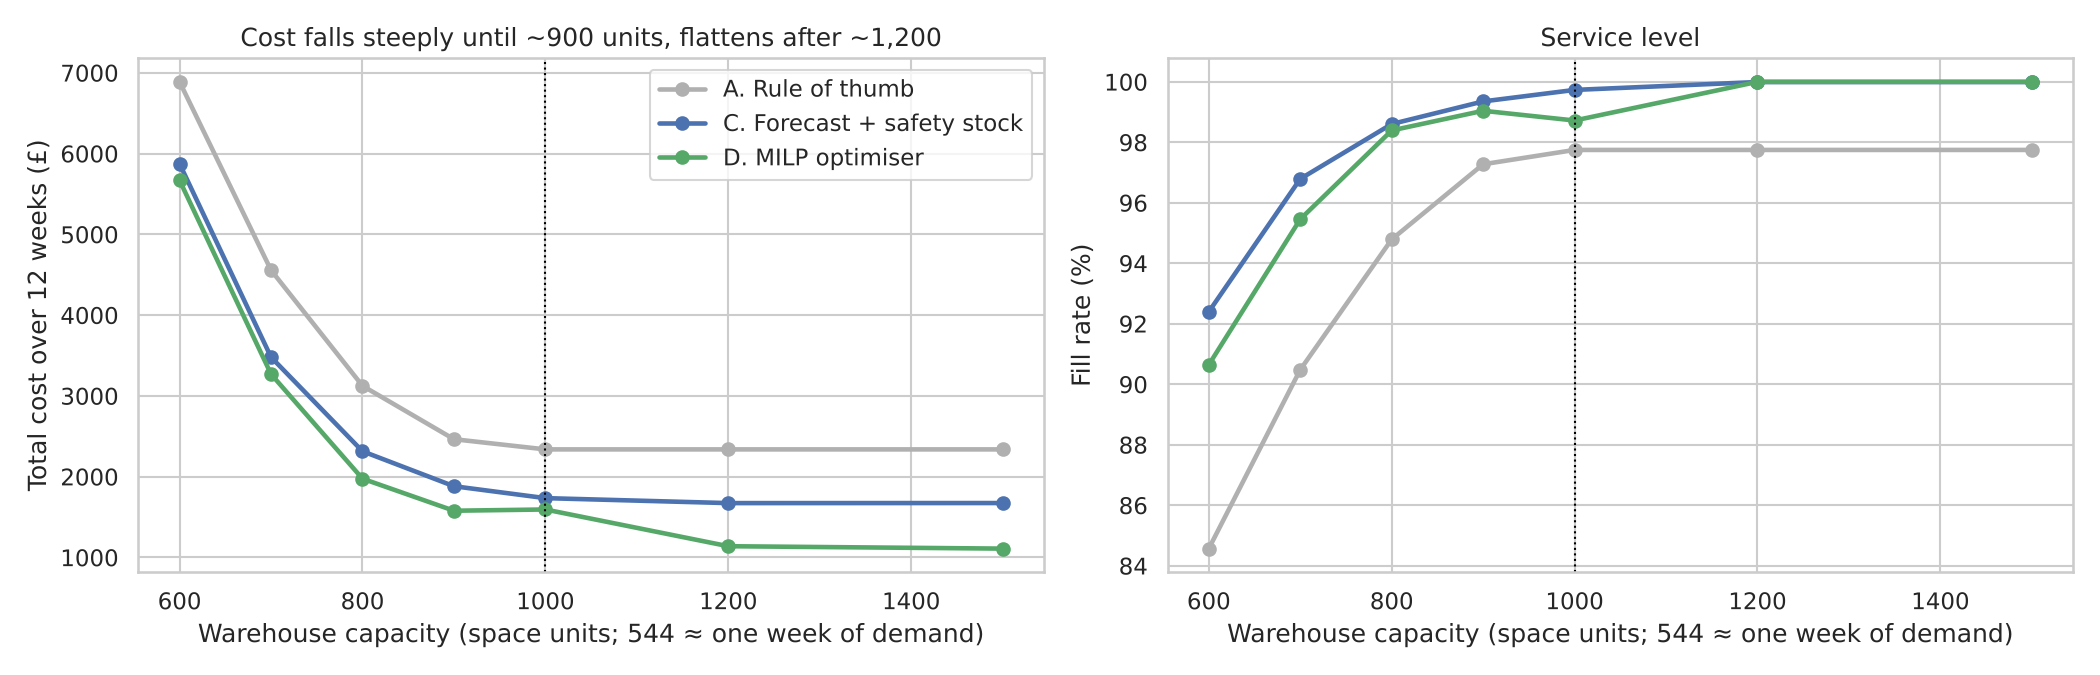 Cost falls steeply until ~900 units, flattens after ~1,200
Total cost over 12 weeks (£)
7000
6000
5000
4000
3000
2000
1000
A. Rule of thumb
C. Forecast + safety stock
D. MILP optimiser
600
800
1000
1200
1400
Warehouse capacity (space units; 544 ≈ one week of demand)
Service level
Fill rate (%)
100
98
96
94
92
90
88
86
84
600
800
1000
1200
1400
Warehouse capacity (space units; 544 ≈ one week of demand)